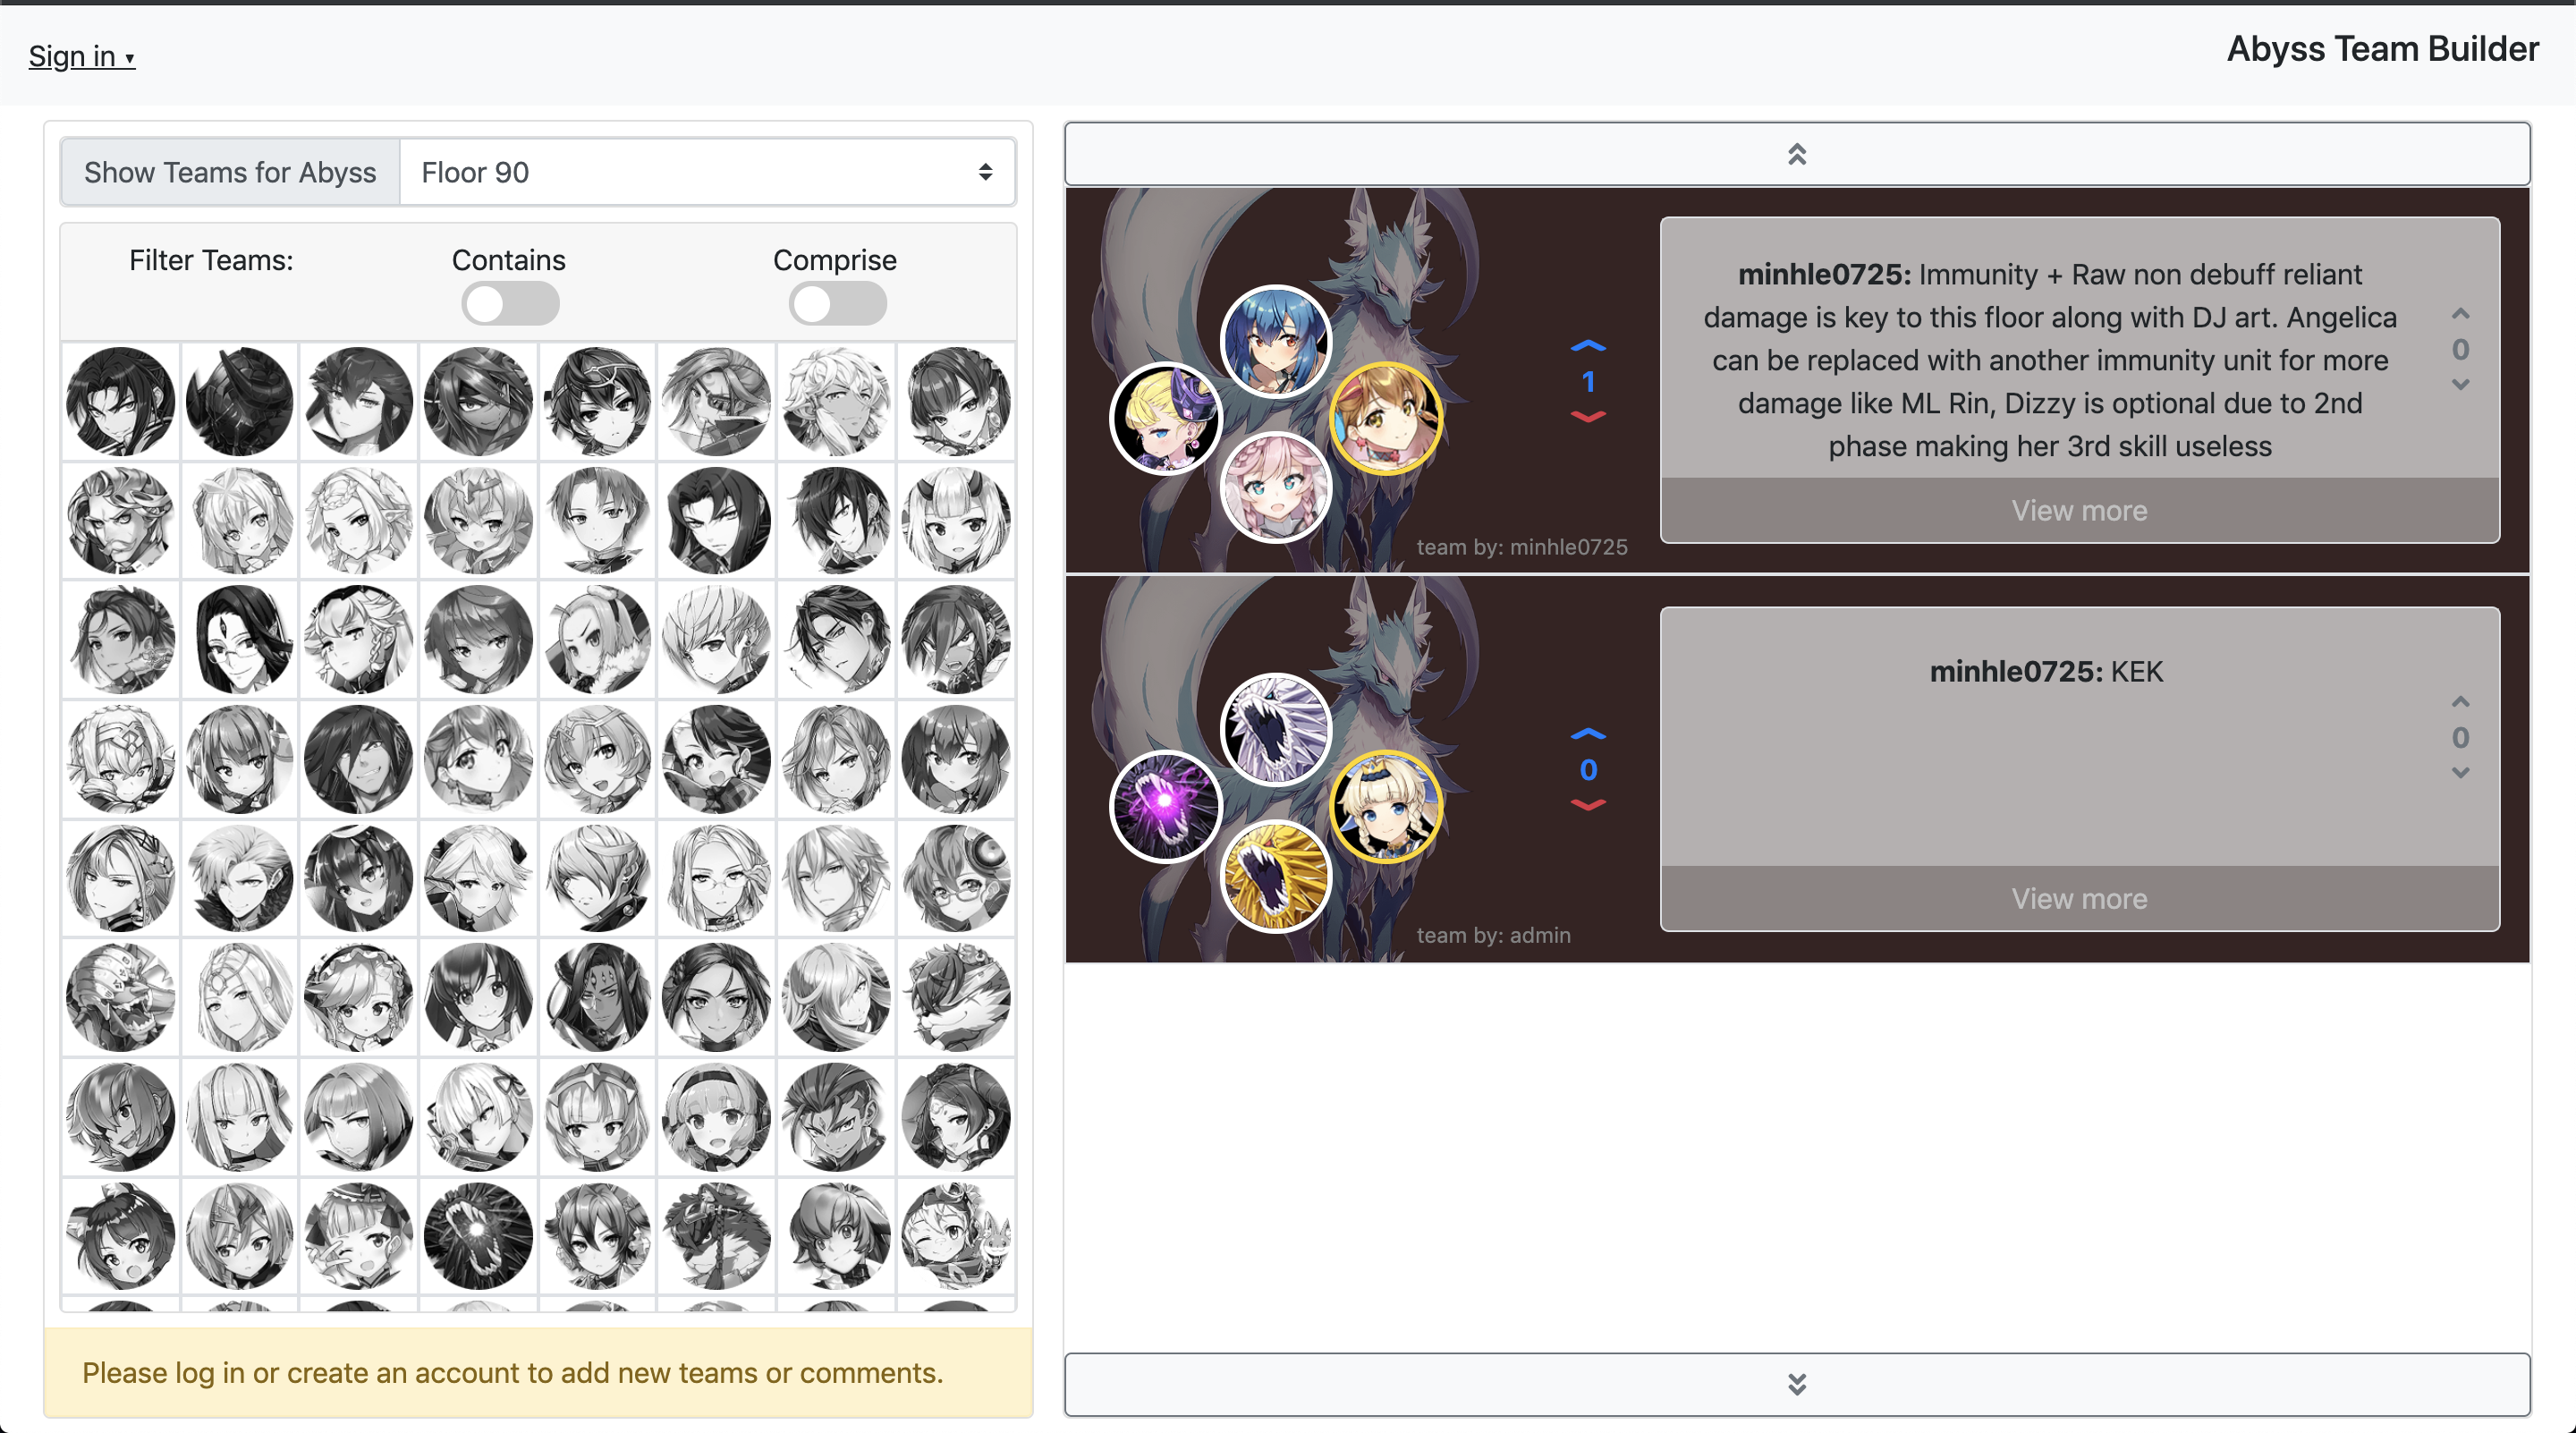 Sign in ▾
Abyss Team Builder
Show Teams for Abyss
Floor 90
Filter Teams:
Contains
Comprise
Please log in or create an account to add new teams or comments.
1
team by: minhle0725
minhle0725: Immunity + Raw non debuff reliant
damage is key to this floor along with DJ art. Angelica
can be replaced with another immunity unit for more
damage like ML Rin, Dizzy is optional due to 2nd
phase making her 3rd skill useless
0
View more
0
team by: admin
minhle0725: KEK
0
View more